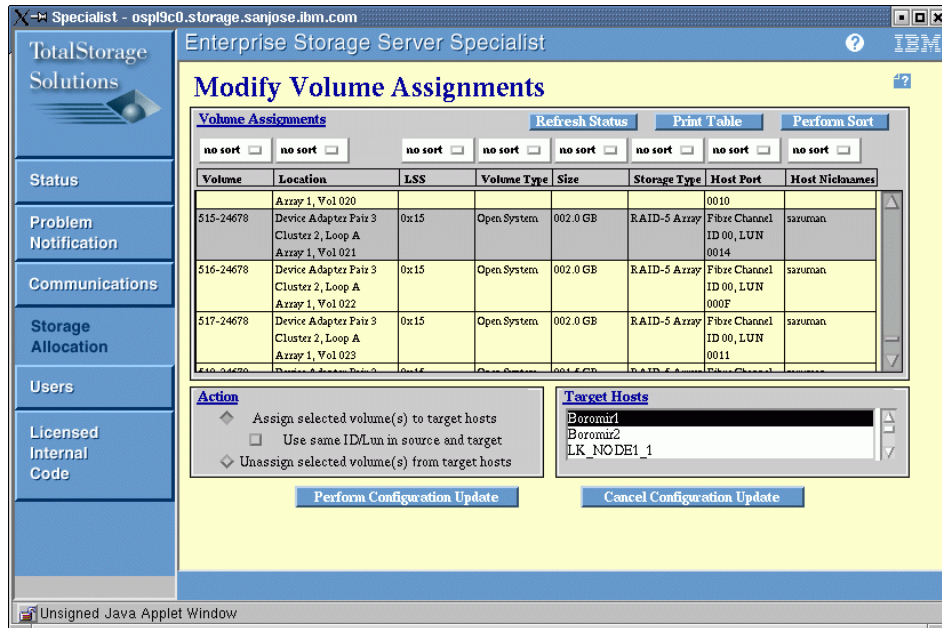 Specialist - ospl9c0.storage.sanjose.ibm.com
TotalStorage
Solutions
Enterprise Storage Server Specialist
?
IBM
Modify Volume Assignments
?
Volume Assignments
Refresh Status
Print Table
Perform Sort
no sort no sort no sort no sort no sort no sort no sort no sort
Volume Location LSS Volume Type Size Storage Type Host Port Host Nicknames
Array 1, Vol 020 0010
515-24678 Device Adapter Pair 3 0x15 Open System 002.0 GB RAID-5 Array Fibre Channel saruman
Cluster 2, Loop A ID 00, LUN
Array 1, Vol 021 0014
516-24678 Device Adapter Pair 3 0x15 Open System 002.0 GB RAID-5 Array Fibre Channel saruman
Cluster 2, Loop A ID 00, LUN
Array 1, Vol 022 000F
517-24678 Device Adapter Pair 3 0x15 Open System 002.0 GB RAID-5 Array Fibre Channel saruman
Cluster 2, Loop A ID 00, LUN
Array 1, Vol 023 0011
Status
Problem
Notification
Communications
Storage
Allocation
Users
Licensed
Internal
Code
Action
Assign selected volume(s) to target hosts
Use same ID/Lun in source and target
Unassign selected volume(s) from target hosts
Target Hosts
Boromir1
Boromir2
LK_NODE1_1
Perform Configuration Update
Cancel Configuration Update
Unsigned Java Applet Window